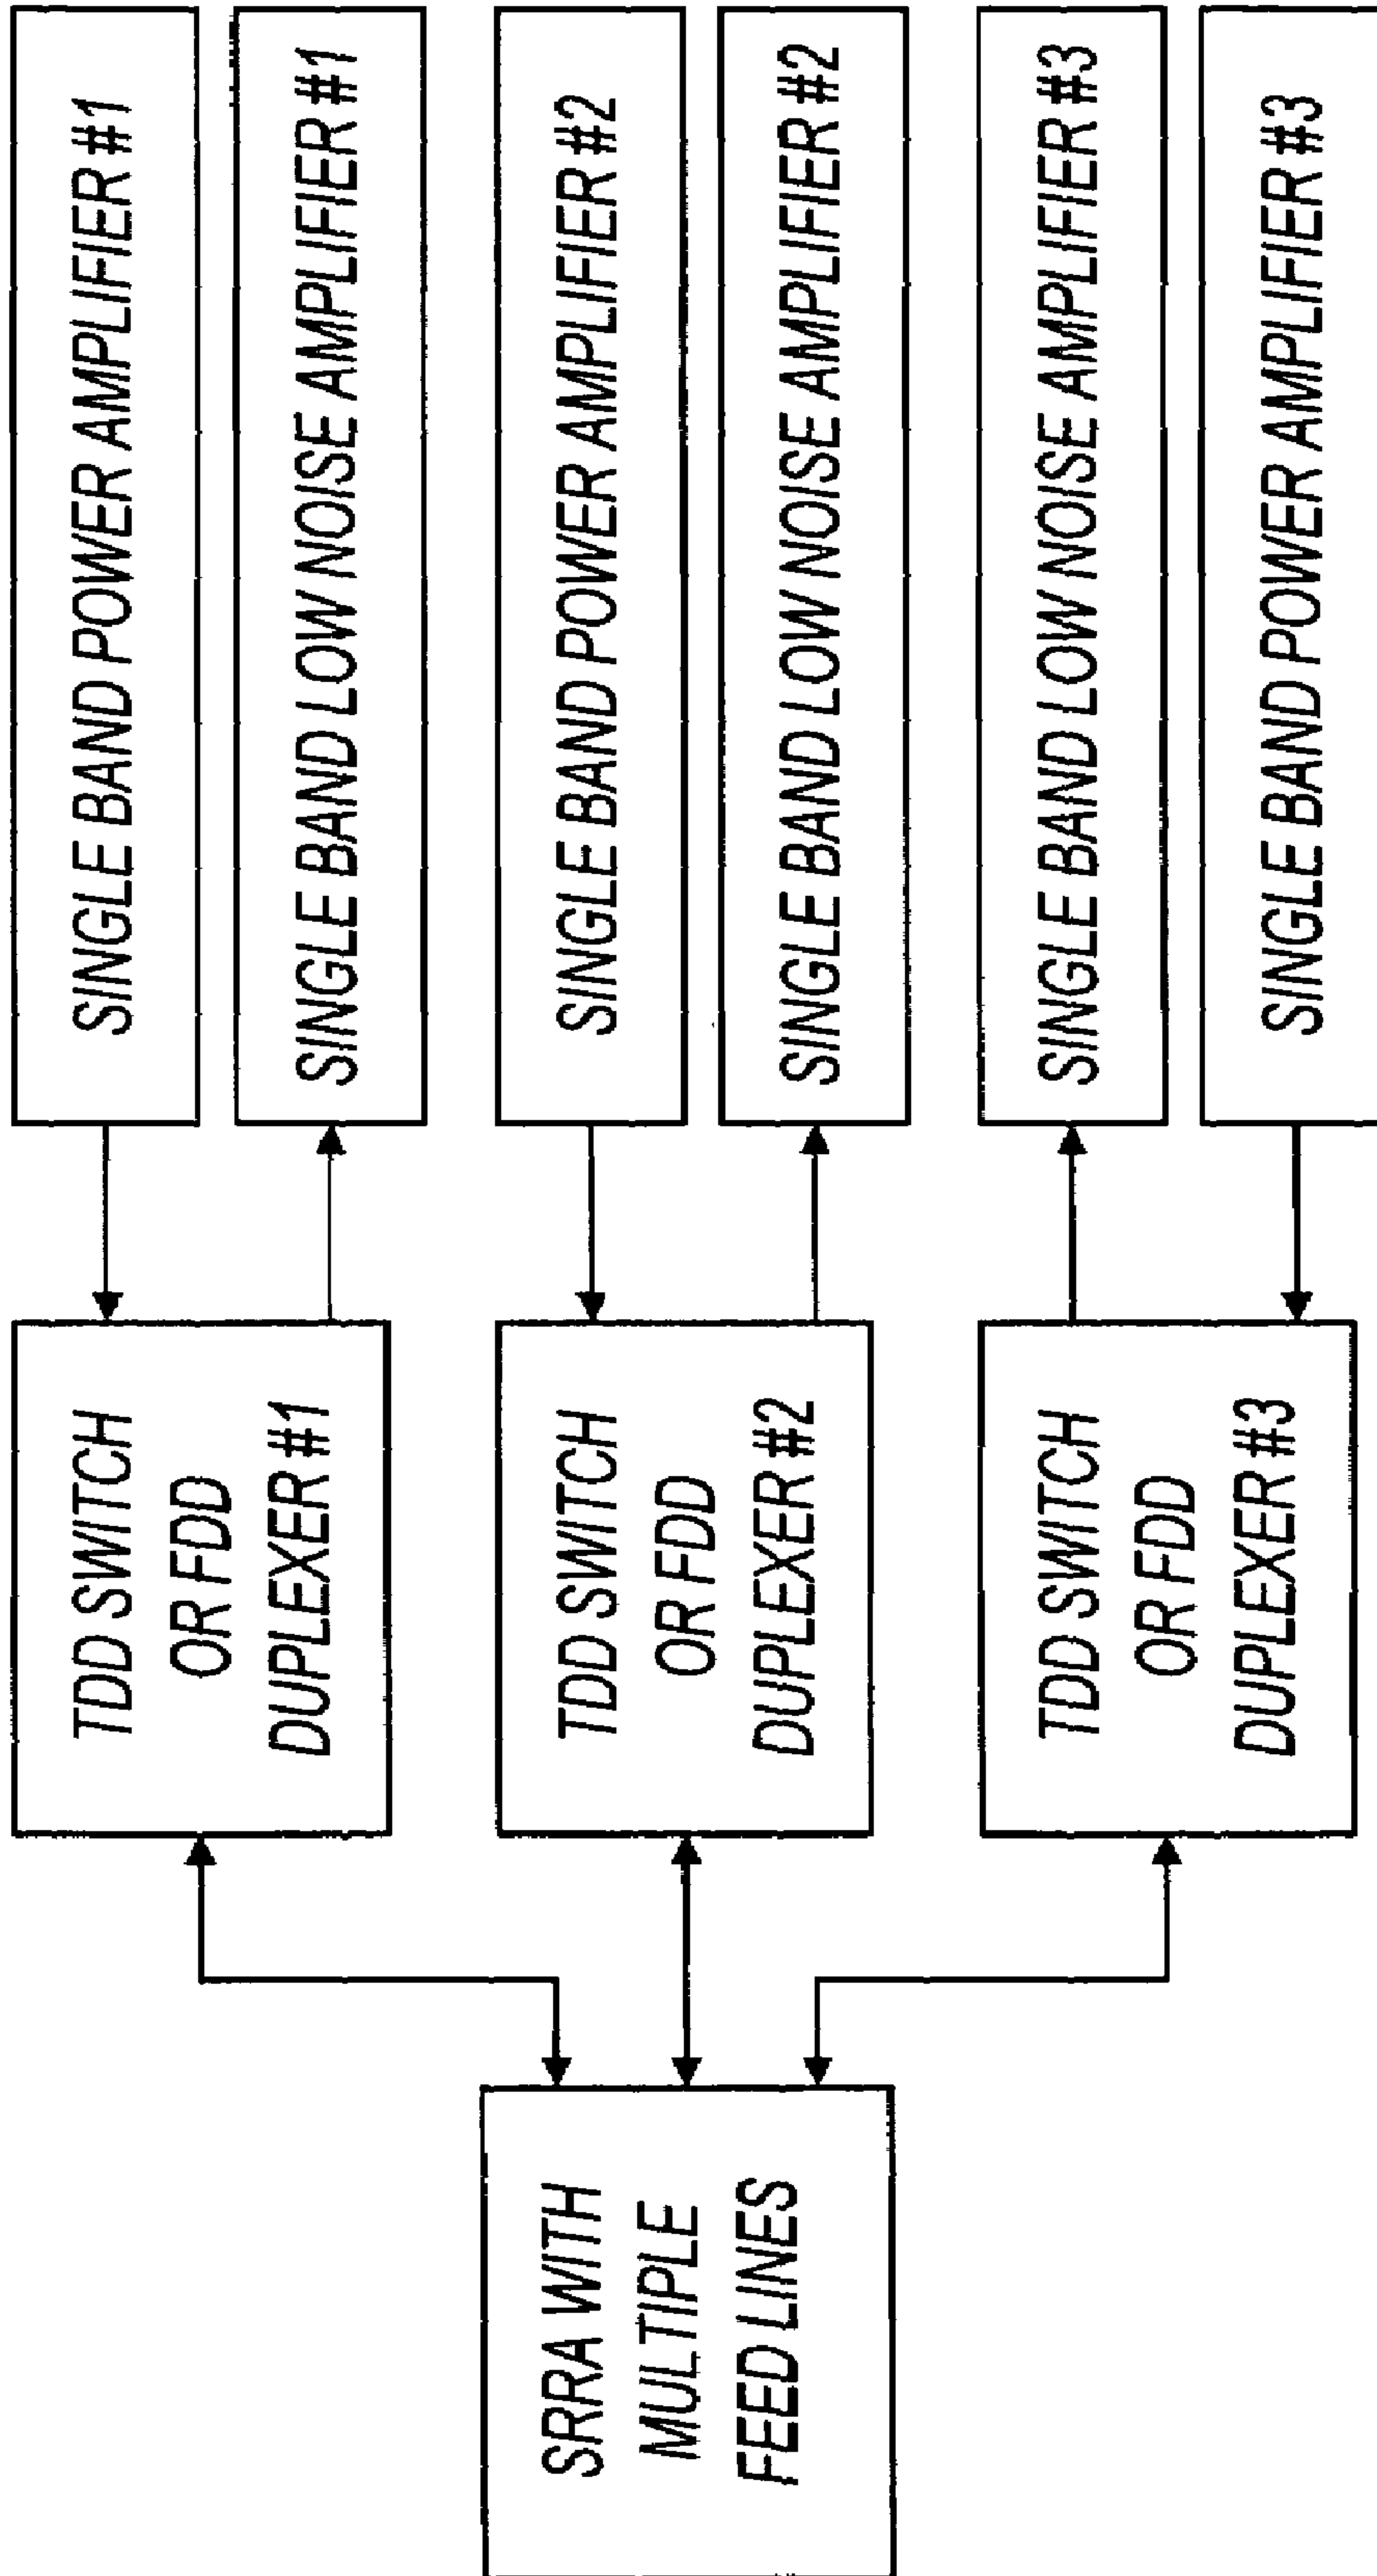 SINGLE BAND POWER AMPLIFIER #1
SINGLE BAND LOW NOISE AMPLIFIER #1
SINGLE BAND POWER AMPLIFIER #2
SINGLE BAND LOW NOISE AMPLIFIER #2
SINGLE BAND LOW NOISE AMPLIFIER #3
SINGLE BAND POWER AMPLIFIER #3
TDD SWITCH
OR FDD
DUPLEXER #1
TDD SWITCH
OR FDD
DUPLEXER #2
TDD SWITCH
OR FDD
DUPLEXER #3
SRRA WITH
MULTIPLE
FEED LINES